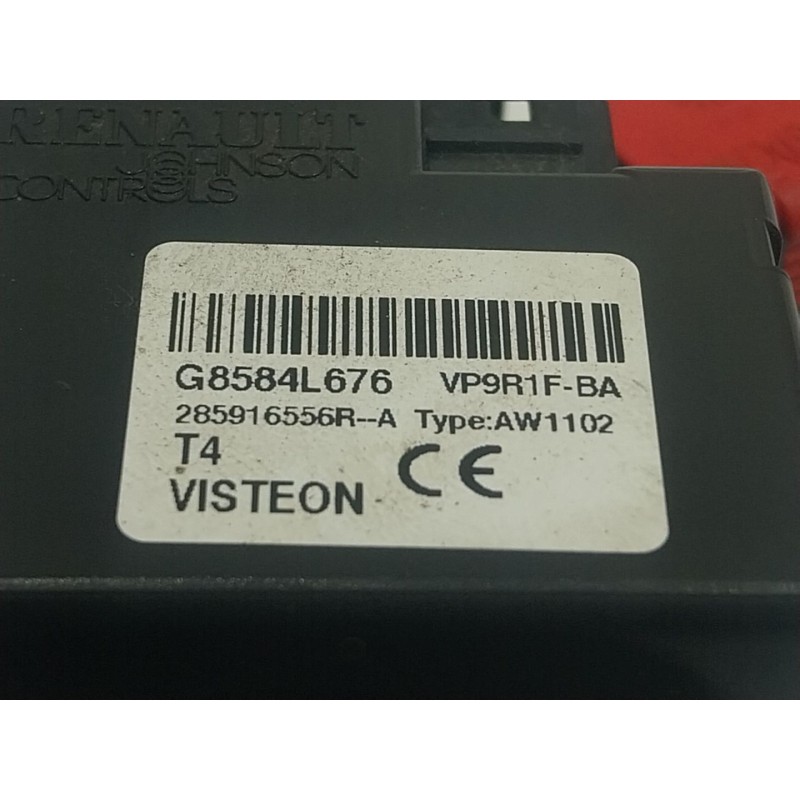 RENAULT
JOHNSON
CONTROLS
G8584L676 VP9R1F-BA
285916556R--A Type:AW1102
T4
CE
VISTEON